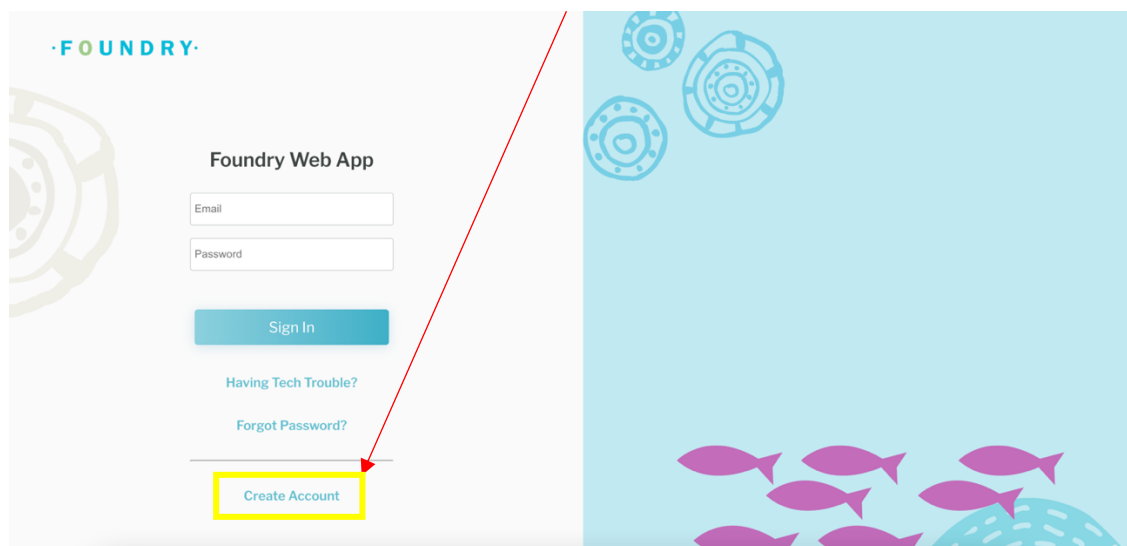 ·FOUNDRY·
Foundry Web App
Email
Password
Sign In
Having Tech Trouble?
Forgot Password?
Create Account